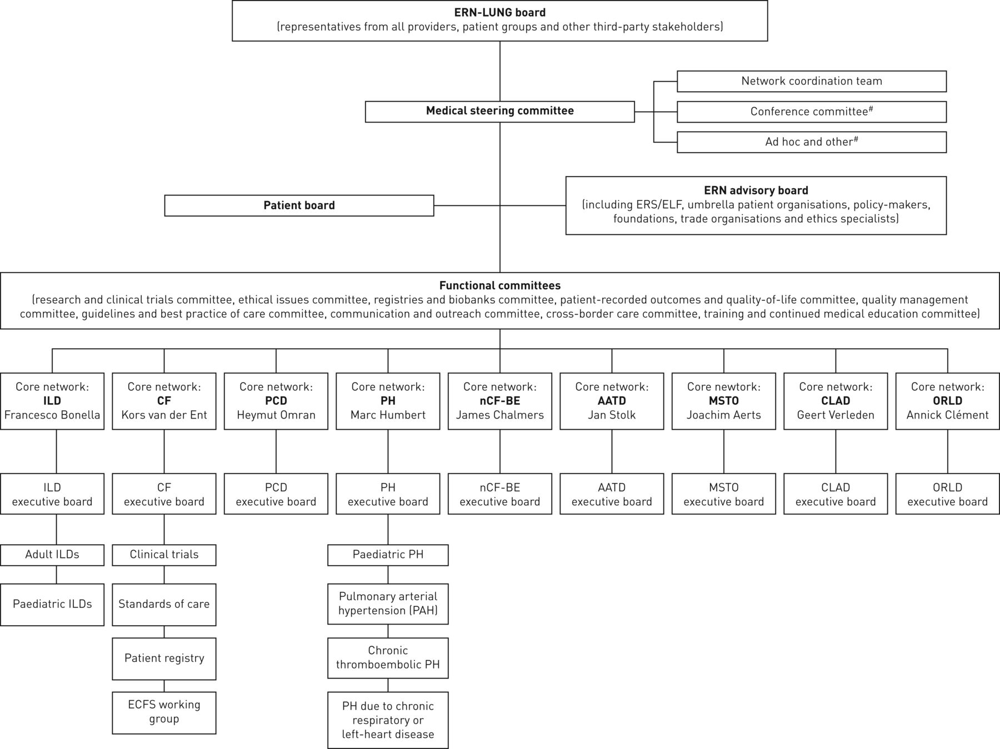 ERN-LUNG board
(representatives from all providers, patient groups and other third-party stakeholders)
Network coordination team
Medical steering committee
Conference committee#
Ad hoc and other#
Patient board
ERN advisory board
(including ERS/ELF, umbrella patient organisations, policy-makers,
foundations, trade organisations and ethics specialists)
Functional committees
(research and clinical trials committee, ethical issues committee, registries and biobanks committee, patient-recorded outcomes and quality-of-life committee, quality management
committee, guidelines and best practice of care committee, communication and outreach committee, cross-border care committee, training and continued medical education committee)
Core network:
ILD
Francesco Bonella
Core network:
CF
Kors van der Ent
Core network:
PCD
Heymut Omran
Core network:
PH
Marc Humbert
Core network:
nCF-BE
James Chalmers
Core network:
AATD
Jan Stolk
Core newtork:
MSTO
Joachim Aerts
Core network:
CLAD
Geert Verleden
Core network:
ORLD
Annick Clément
ILD
executive board
CF
executive board
PCD
executive board
PH
executive board
nCF-BE
executive board
AATD
executive board
MSTO
executive board
CLAD
executive board
ORLD
executive board
Adult ILDs
Clinical trials
Paediatric PH
Paediatric ILDs
Standards of care
Pulmonary arterial
hypertension (PAH)
Patient registry
Chronic
thromboembolic PH
ECFS working
group
PH due to chronic
respiratory or
left-heart disease